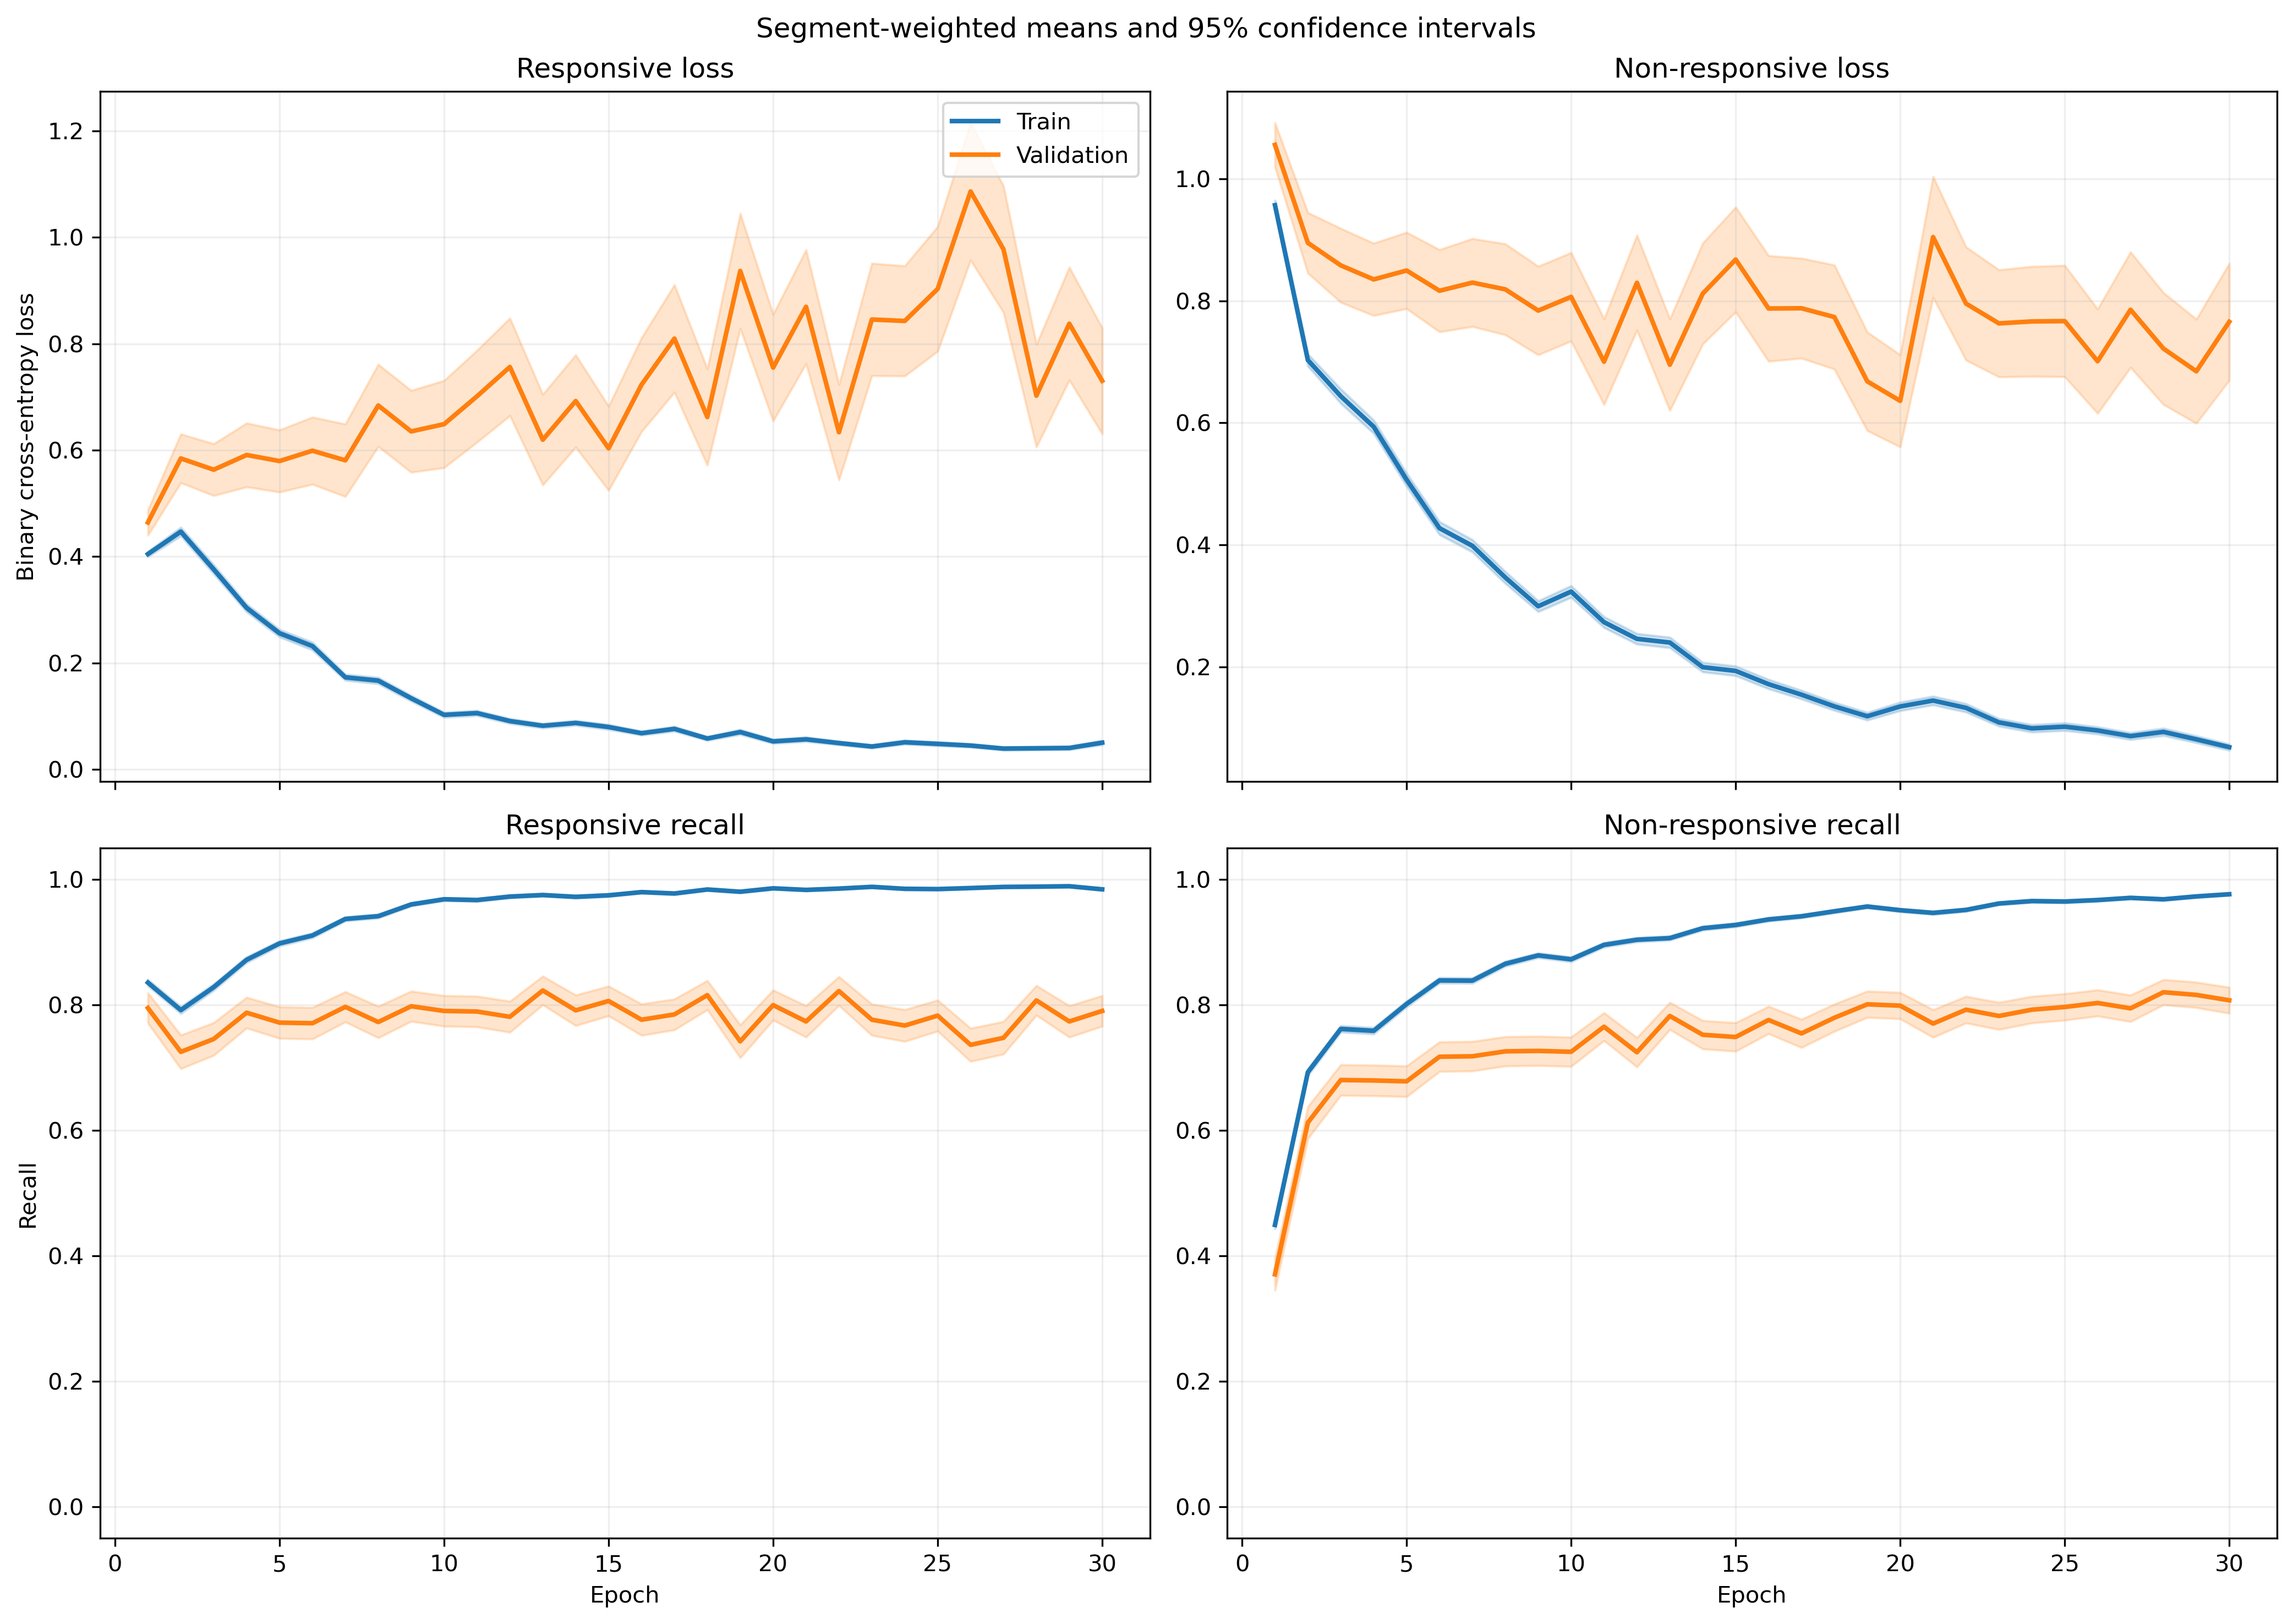 Segment-weighted means and 95% confidence intervals
Responsive loss
Non-responsive loss
Train
Validation
Binary cross-entropy loss
1.2
1.0
0.8
0.6
0.4
0.2
0.0
1.0
0.8
0.6
0.4
0.2
Responsive recall
Non-responsive recall
Recall
1.0
0.8
0.6
0.4
0.2
0.0
0 5 10 15 20 25 30
Epoch
1.0
0.8
0.6
0.4
0.2
0.0
0 5 10 15 20 25 30
Epoch